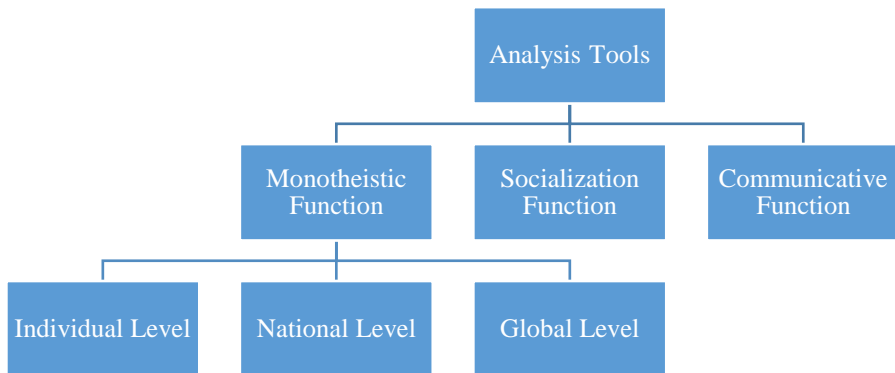 Analysis Tools
Monotheistic
Function
Socialization
Function
Communicative
Function
Individual Level
National Level
Global Level